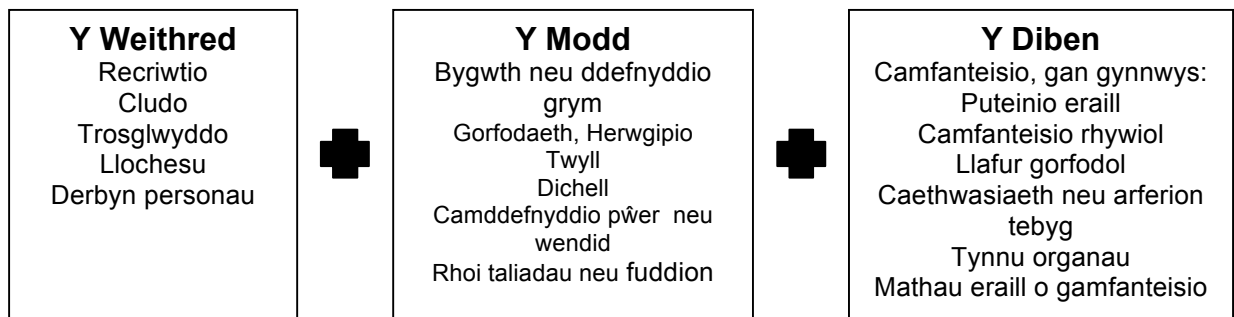 Y Weithred
Recriwtio
Cludo
Trosglwyddo
Llochesu
Derbyn personau
Y Modd
Bygwth neu ddefnyddio
grym
Gorfodaeth, Herwgipio
Twyll
Dichell
Camddefnyddio pŵer neu
wendid
Rhoi taliadau neu fuddion
Y Diben
Camfanteisio, gan gynnwys:
Puteinio eraill
Camfanteisio rhywiol
Llafur gorfodol
Caethwasiaeth neu arferion
tebyg
Tynnu organau
Mathau eraill o gamfanteisio